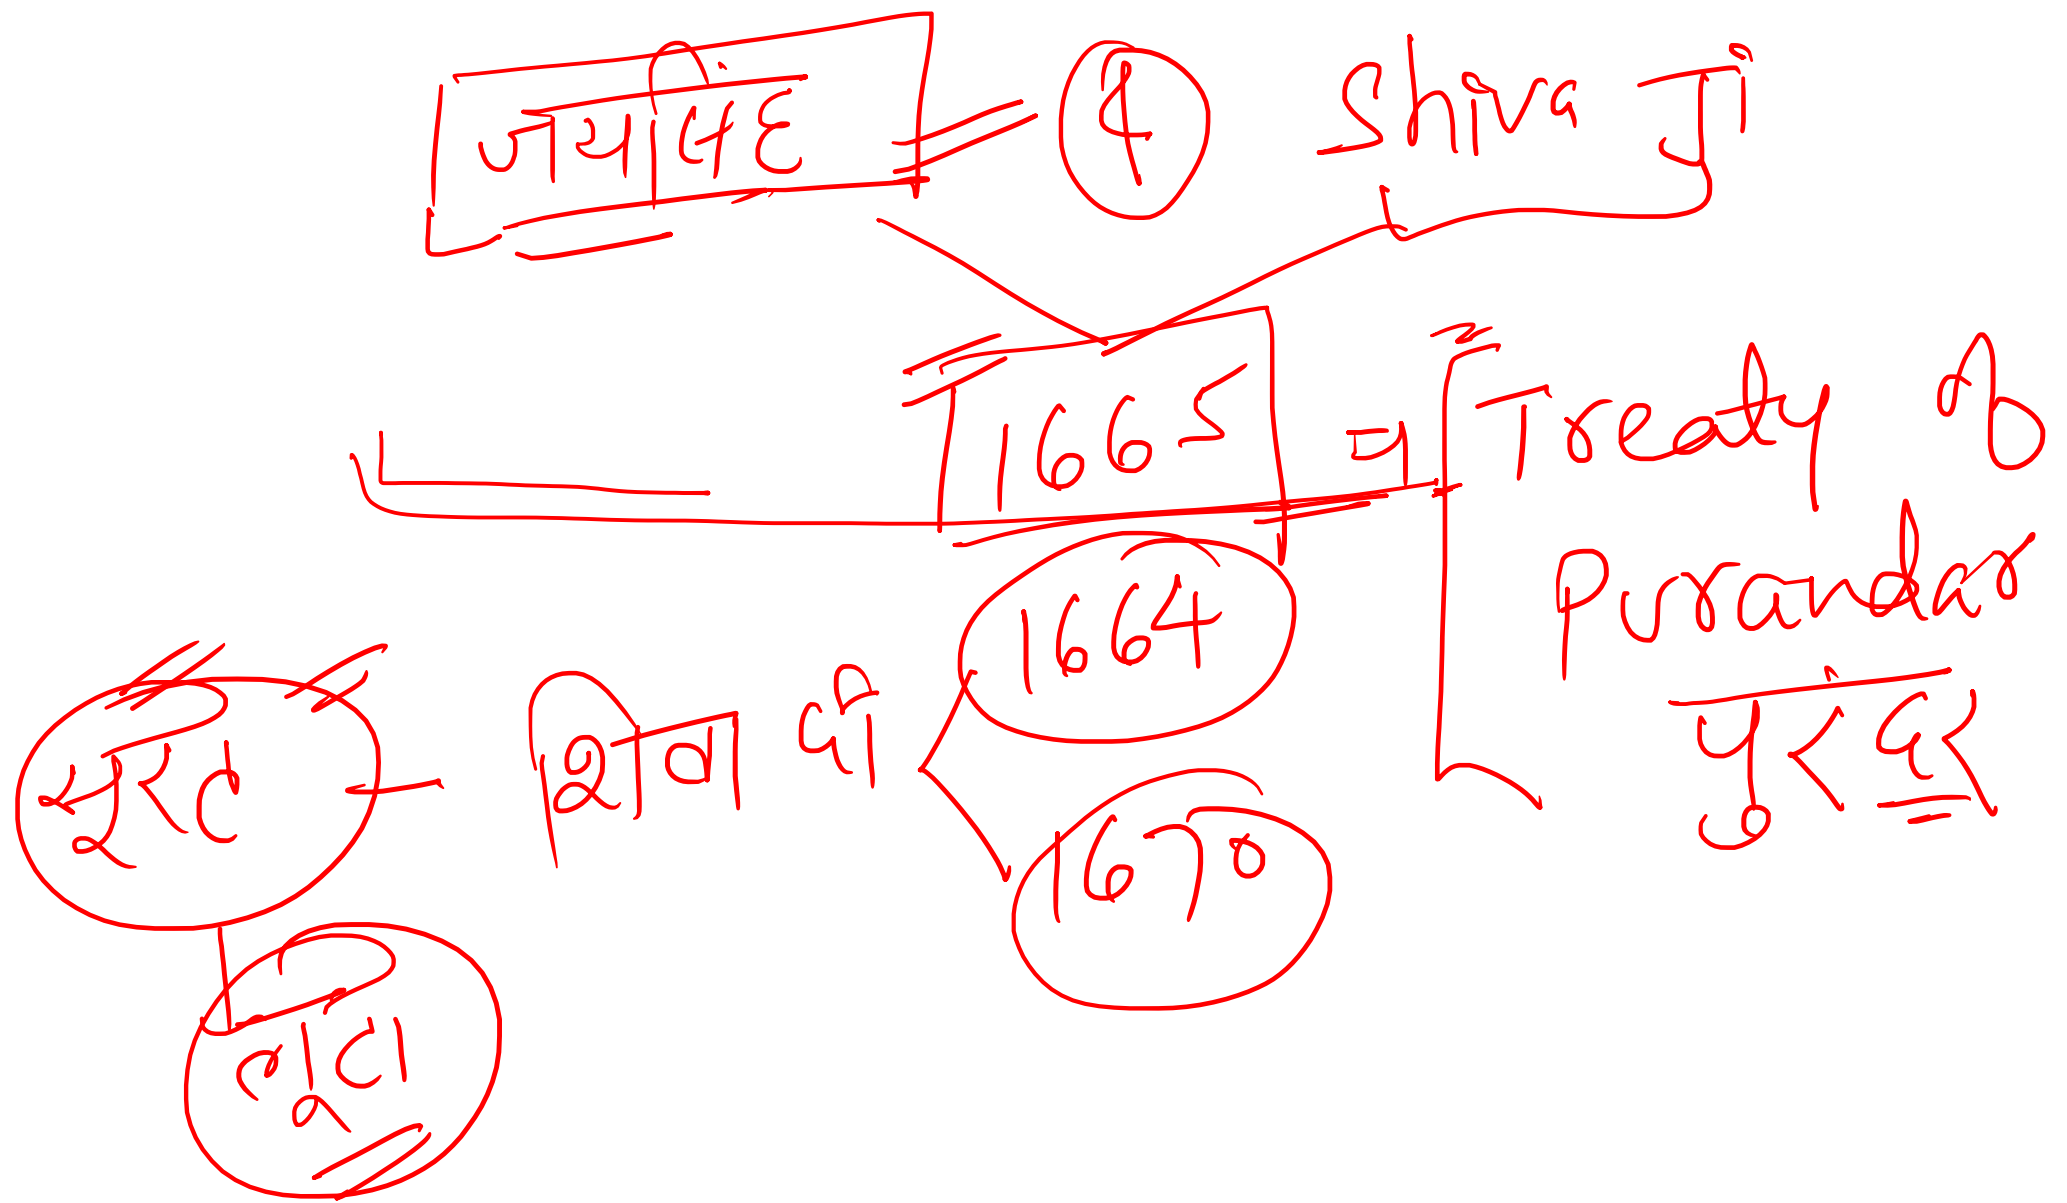 जयसिंह & Shiva Ji
1665 Treaty of
Purandar
1664
पुरंदर
सूरत शिवा जी
1670
लूटा